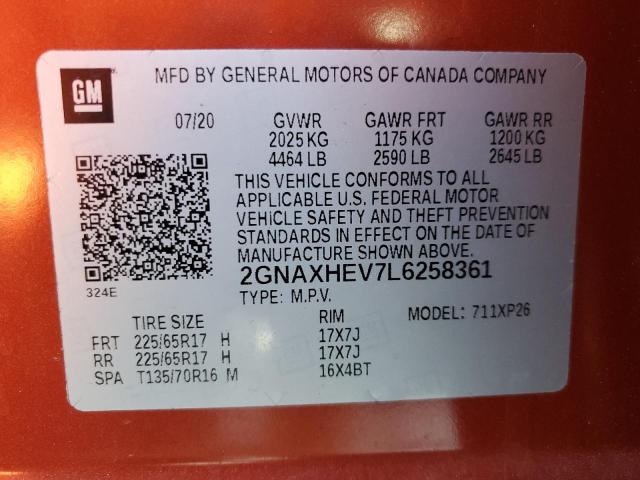 GM
MFD BY GENERAL MOTORS OF CANADA COMPANY
07/20 GVWR GAWR FRT GAWR RR
2025 KG 1175 KG 1200 KG
4464 LB 2590 LB 2645 LB
THIS VEHICLE CONFORMS TO ALL
APPLICABLE U.S. FEDERAL MOTOR
VEHICLE SAFETY AND THEFT PREVENTION
STANDARDS IN EFFECT ON THE DATE OF
MANUFACTURE SHOWN ABOVE.
2GNAXHEV7L6258361
324E
TYPE: M.P.V.
MODEL: 711XP26
TIRE SIZE RIM
FRT 225/65R17 H 17X7J
RR 225/65R17 H 17X7J
SPA T135/70R16 M 16X4BT